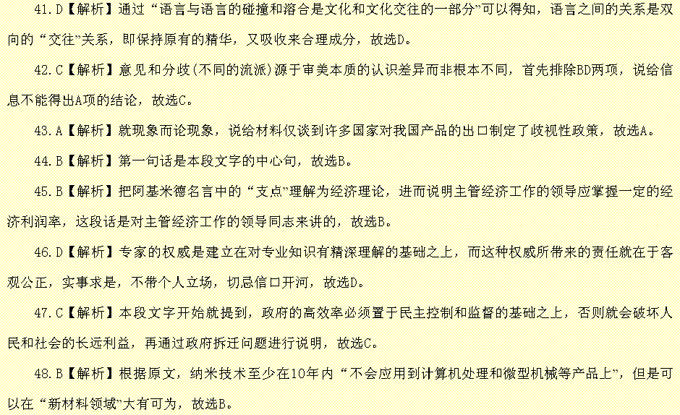 41.D【解析】通过“语言与语言的碰撞和溶合是文化和文化交往的一部分”可以得知，语言之间的关系是双
向的“交往”关系，即保持原有的精华，又吸收来合理成分，故选D。
42.C【解析】意见和分歧(不同的流派)源于审美本质的认识差异而非根本不同，首先排除BD两项，说给信
息不能得出A项的结论，故选C。
43.A【解析】就现象而论现象，说给材料仅谈到许多国家对我国产品的出口制定了歧视性政策，故选A。
44.B【解析】第一句话是本段文字的中心句，故选B。
45.B【解析】把阿基米德名言中的“支点”理解为经济理论，进而说明主管经济工作的领导应掌握一定的经
济利润率，这段话是对主管经济工作的领导同志来讲的，故选B。
46.D【解析】专家的权威是建立在对专业知识有精深理解的基础之上，而这种权威所带来的责任就在于客
观公正，实事求是，不带个人立场，切忌信口开河，故选D。
47.C【解析】本段文字开始就提到，政府的高效率必须置于民主控制和监督的基础之上，否则就会破坏人
民和社会的长远利益，再通过政府拆迁问题进行说明，故选C。
48.B【解析】根据原文，纳米技术至少在10年内“不会应用到计算机处理和微型机械等产品上”，但是可
以在“新材料领域”大有可为，故选B。